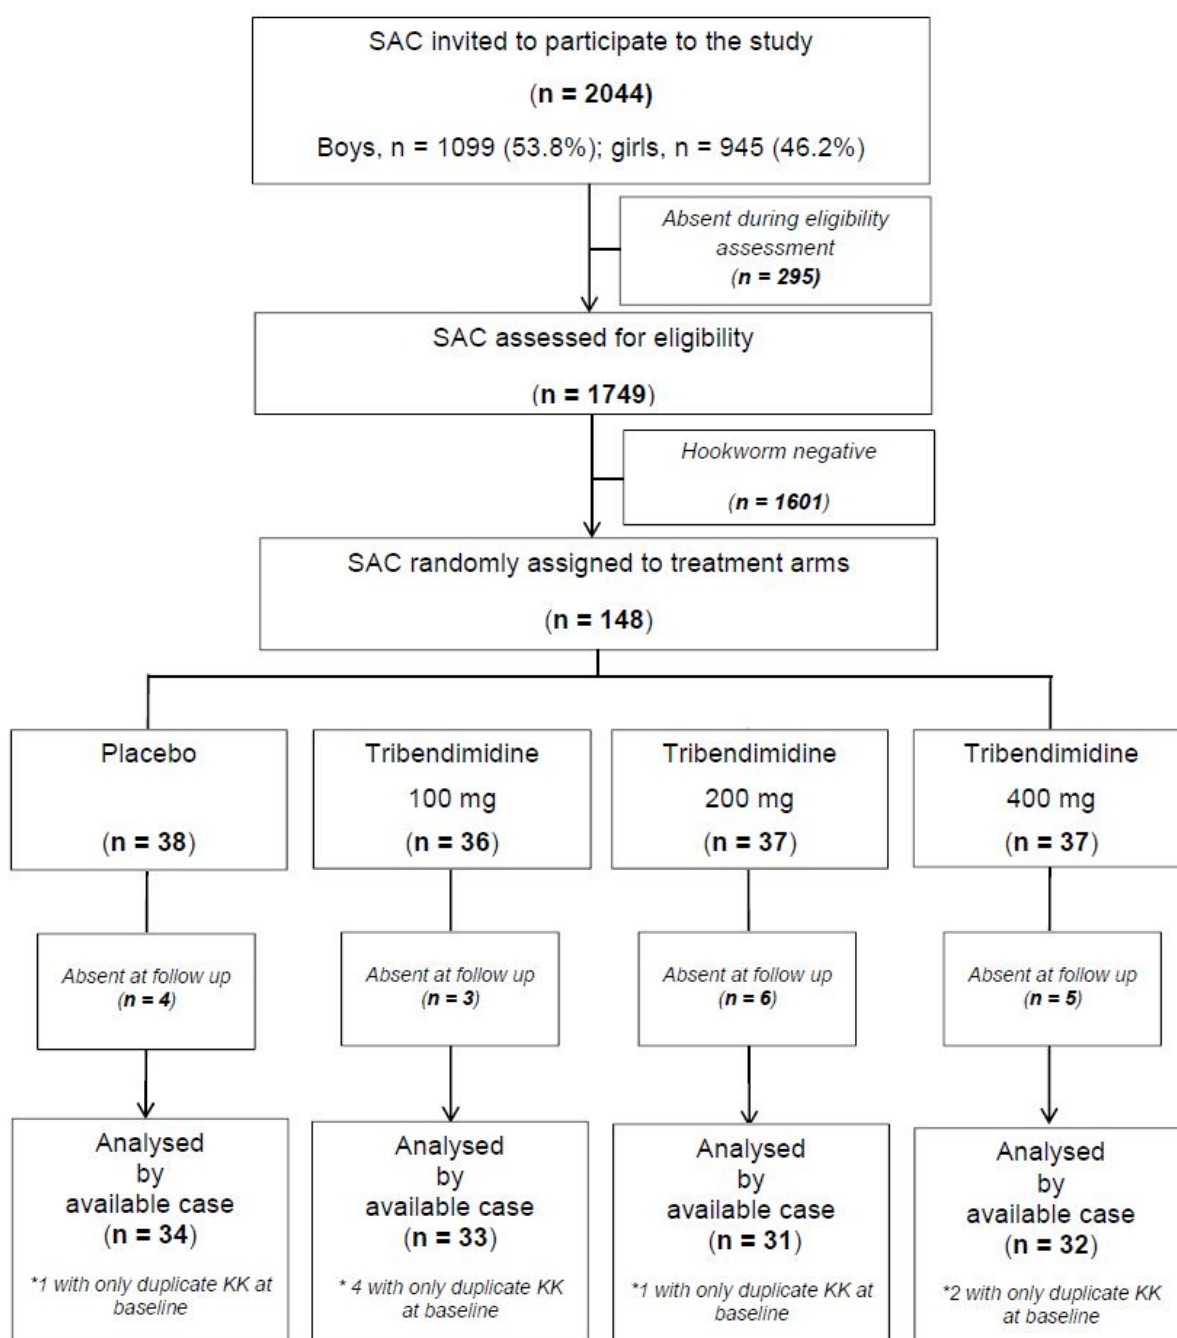 SAC invited to participate to the study
(n = 2044)
Boys, n = 1099 (53.8%); girls, n = 945 (46.2%)
Absent during eligibility
assessment
(n = 295)
SAC assessed for eligibility
(n = 1749)
Hookworm negative
(n = 1601)
SAC randomly assigned to treatment arms
(n = 148)
Placebo
(n = 38)
Tribendimidine
100 mg
(n = 36)
Tribendimidine
200 mg
(n = 37)
Tribendimidine
400 mg
(n = 37)
Absent at follow up
(n = 4)
Absent at follow up
(n = 3)
Absent at follow up
(n = 6)
Absent at follow up
(n = 5)
Analysed
by
available case
(n = 34)
*1 with only duplicate KK at
baseline
Analysed
by
available case
(n = 33)
* 4 with only duplicate KK
at baseline
Analysed
by
available case
(n = 31)
*1 with only duplicate KK at
baseline
Analysed
by
available case
(n = 32)
*2 with only duplicate KK
at baseline